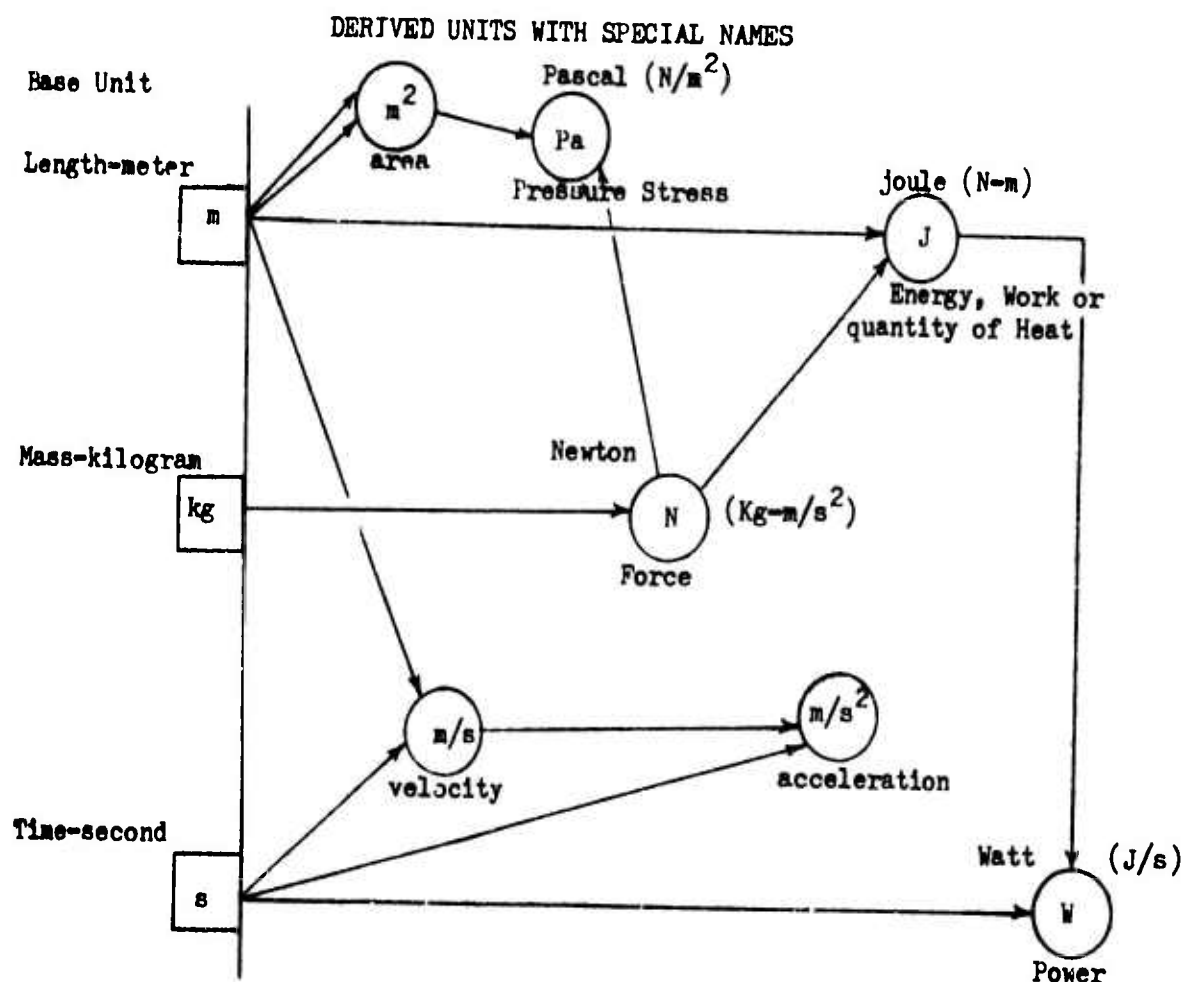 DERIVED UNITS WITH SPECIAL NAMES
Base Unit
m²
area
Pascal (N/m²)
Pa
Pressure Stress
Length-meter
m
joule (N-m)
J
Energy, Work or
quantity of Heat
Mass-kilogram
kg
Newton
N
(Kg-m/s²)
Force
m/s
velocity
m/s²
acceleration
Time-second
s
Watt
(J/s)
W
Power